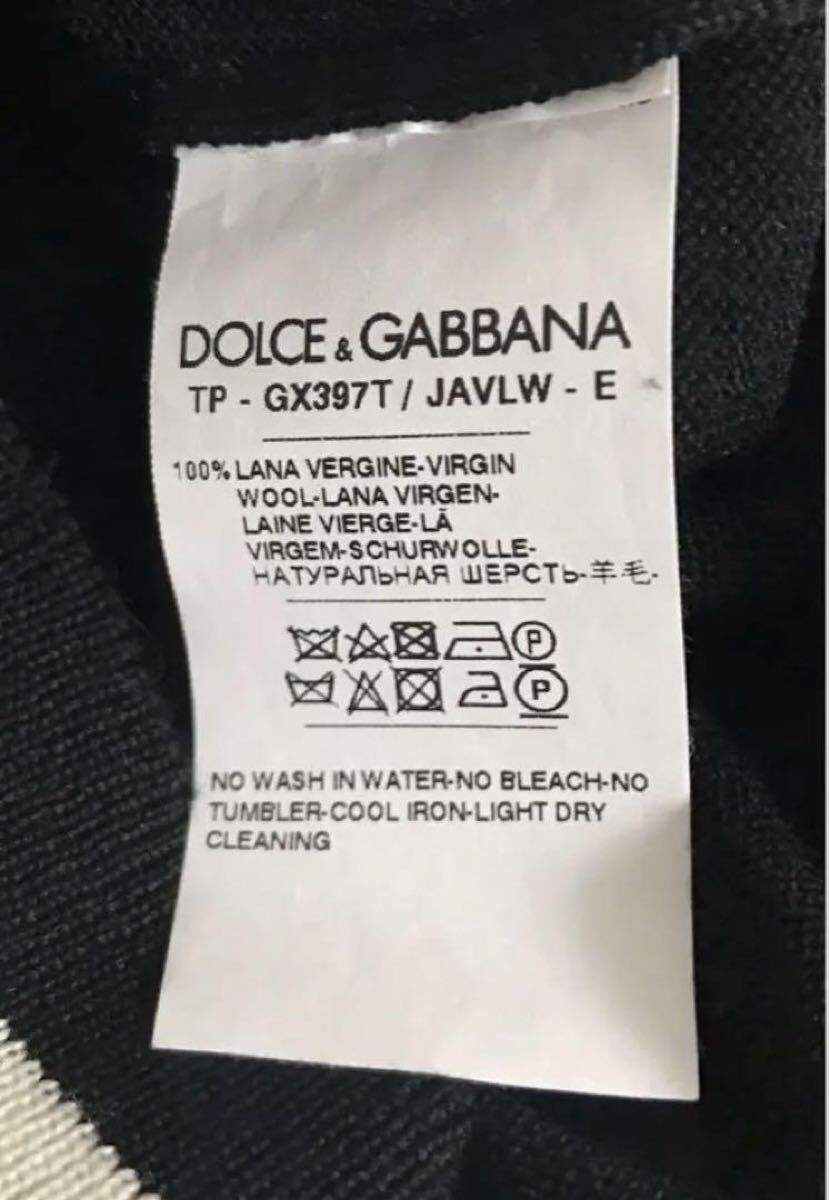 DOLCE & GABBANA
TP - GX397T / JAVLW - E
100% LANA VERGINE-VIRGIN
WOOL-LANA VIRGEN-
LAINE VIERGE-LÃ
VIRGEM-SCHURWOLLE-
НАТУРАЛЬНАЯ ШЕРСТЬ-羊毛-
P
P
NO WASH IN WATER-NO BLEACH-NO
TUMBLER-COOL IRON-LIGHT DRY
CLEANING